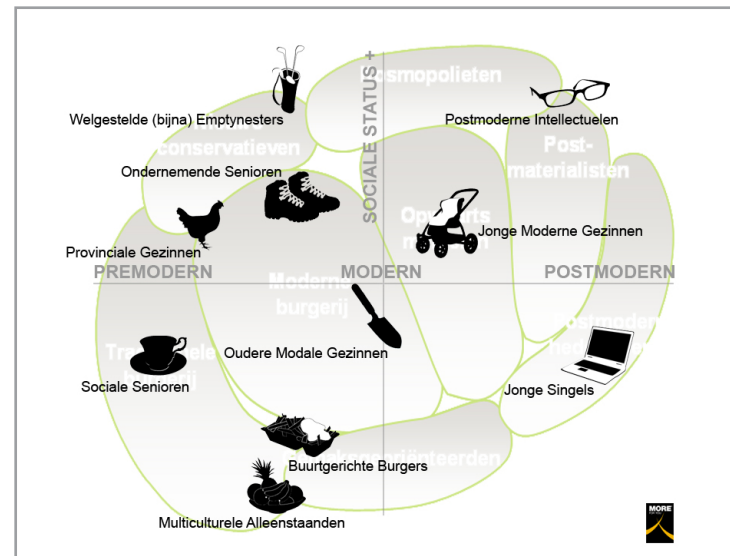 Kosmopolieten
SOCIALE STATUS +
Welgestelde (bijna) Emptynesters
Postmoderne Intellectuelen
conservatieven
Post-
materialisten
Ondernemende Senioren
Jonge Moderne Gezinnen
Provinciale Gezinnen
PREMODERN
MODERN
POSTMODERN
Moderne
burgerij
Oudere Modale Gezinnen
Sociale Senioren
Jonge Singels
Buurtgerichte Burgers
Multiculturele Alleenstaanden
MORE